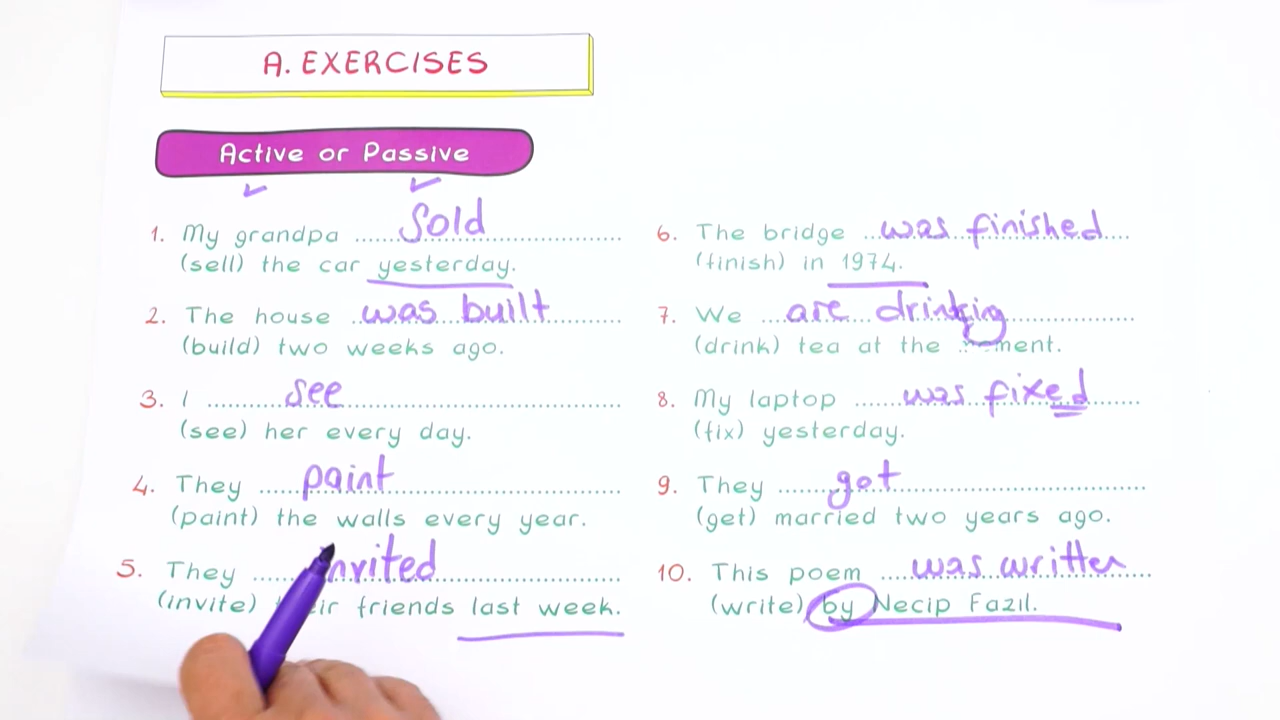 A. EXERCISES
Active or Passive
1. My grandpa ..... Sold .....
(sell) the car yesterday.
2. The house ..... was built .....
(build) two weeks ago.
3. I ..... see .....
(see) her every day.
4. They ..... paint .....
(paint) the walls every year.
5. They ..... invited .....
(invite) their friends last week.
6. The bridge ..... was finished .....
(finish) in 1974.
7. We ..... are drinking .....
(drink) tea at the moment.
8. My laptop ..... was fixed .....
(fix) yesterday.
9. They ..... got .....
(get) married two years ago.
10. This poem ..... was written .....
(write) by Necip Fazıl.